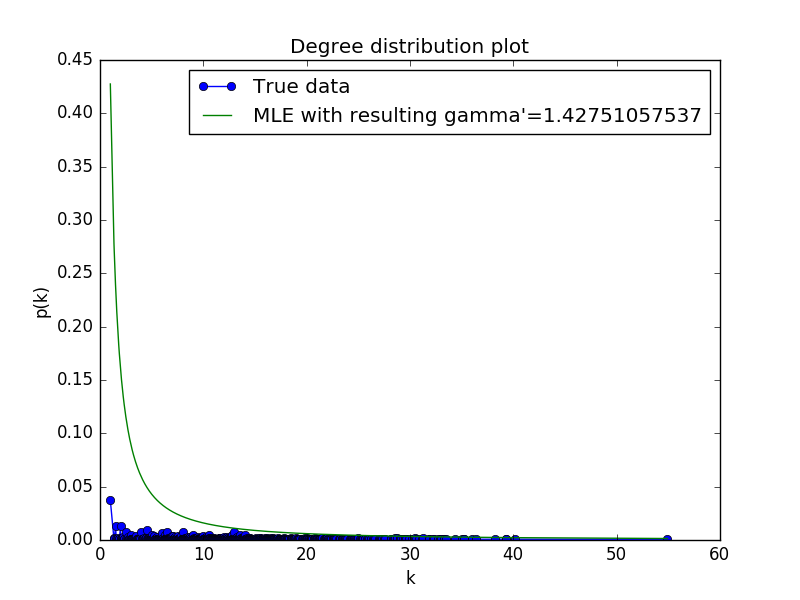 Degree distribution plot
True data
MLE with resulting gamma'=1.42751057537
p(k)
0.45
0.40
0.35
0.30
0.25
0.20
0.15
0.10
0.05
0.00
0 10 20 30 40 50 60
k